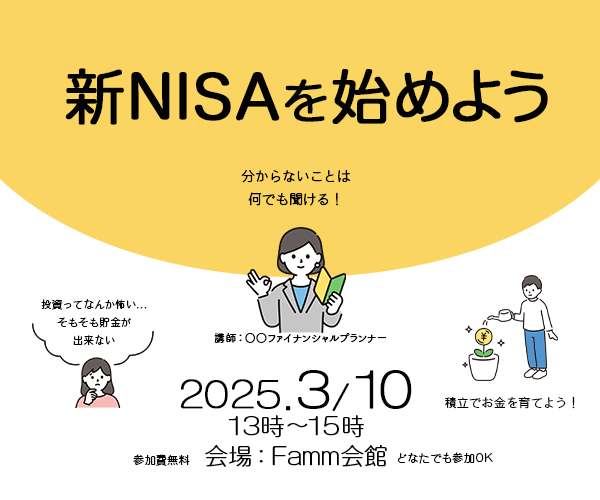 新NISAを始めよう
分からないことは
何でも聞ける！
投資ってなんか怖い…
そもそも貯金が
出来ない
講師：〇〇ファイナンシャルプランナー
¥
積立でお金を育てよう！
2025.3/10
13時～15時
参加費無料 会場：Famm会館 どなたでも参加OK